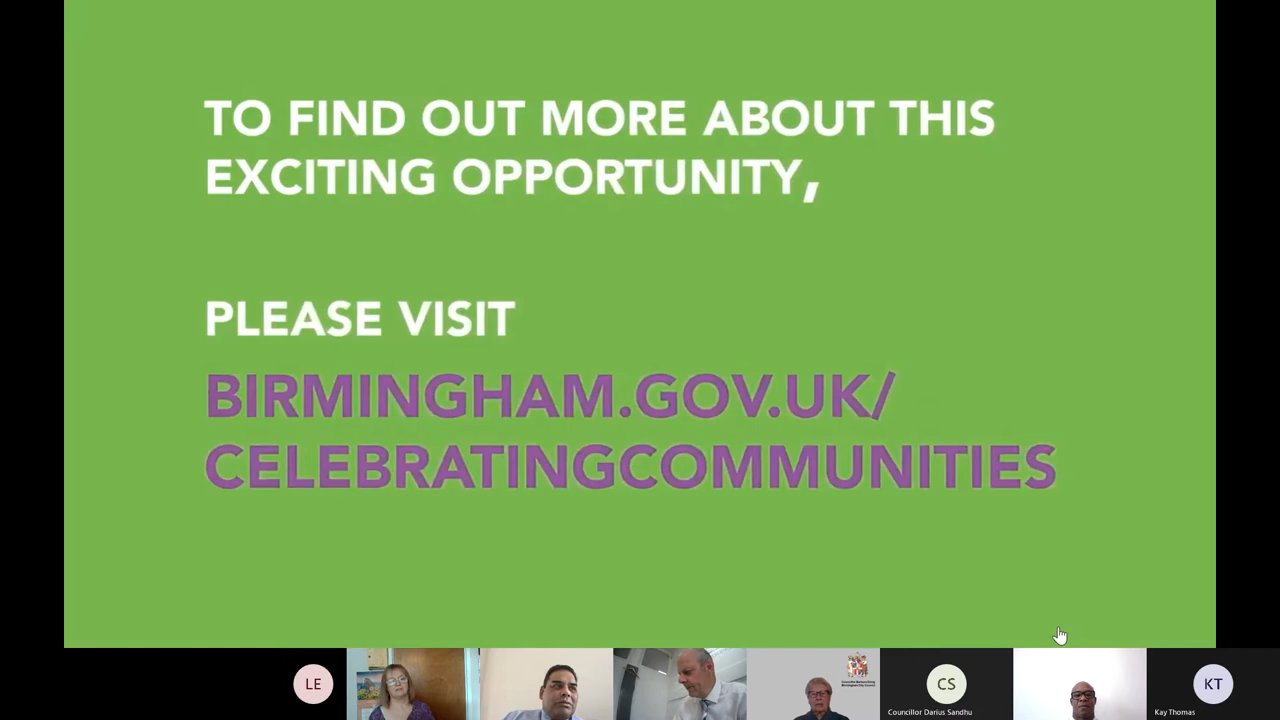 TO FIND OUT MORE ABOUT THIS
EXCITING OPPORTUNITY,
PLEASE VISIT
BIRMINGHAM.GOV.UK/
CELEBRATINGCOMMUNITIES
LE
CS
Councillor Darius Sandhu
KT
Kay Thomas